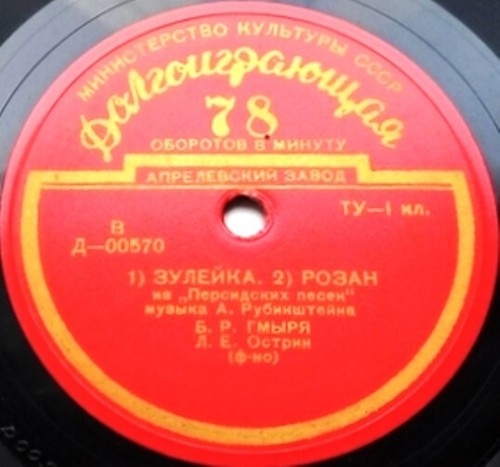 МИНИСТЕРСТВО КУЛЬТУРЫ СССР
Долгоиграющая
78
ОБОРОТОВ В МИНУТУ
АПРЕЛЕВСКИЙ ЗАВОД
ТУ—1 кл.
В
Д—00570
1) ЗУЛЕЙКА. 2) РОЗАН
из „Персидских песен"
музыка А. Рубинштейна
Б. Р. ГМЫРЯ
Л. Е. Острин
(ф-но)